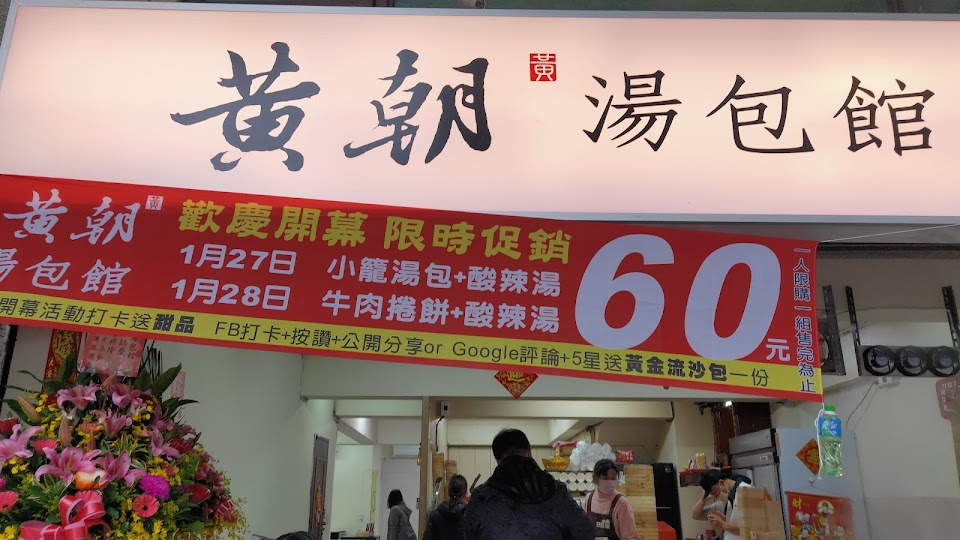 黃朝
黃
湯包館
黃朝
黃
湯包館
歡慶開幕 限時促銷
1月27日 小籠湯包+酸辣湯
1月28日 牛肉捲餅+酸辣湯
60元
一人限購一組售完為止
開幕活動打卡送甜品 FB打卡+按讚+公開分享or Google評論+5星送黃金流沙包一份